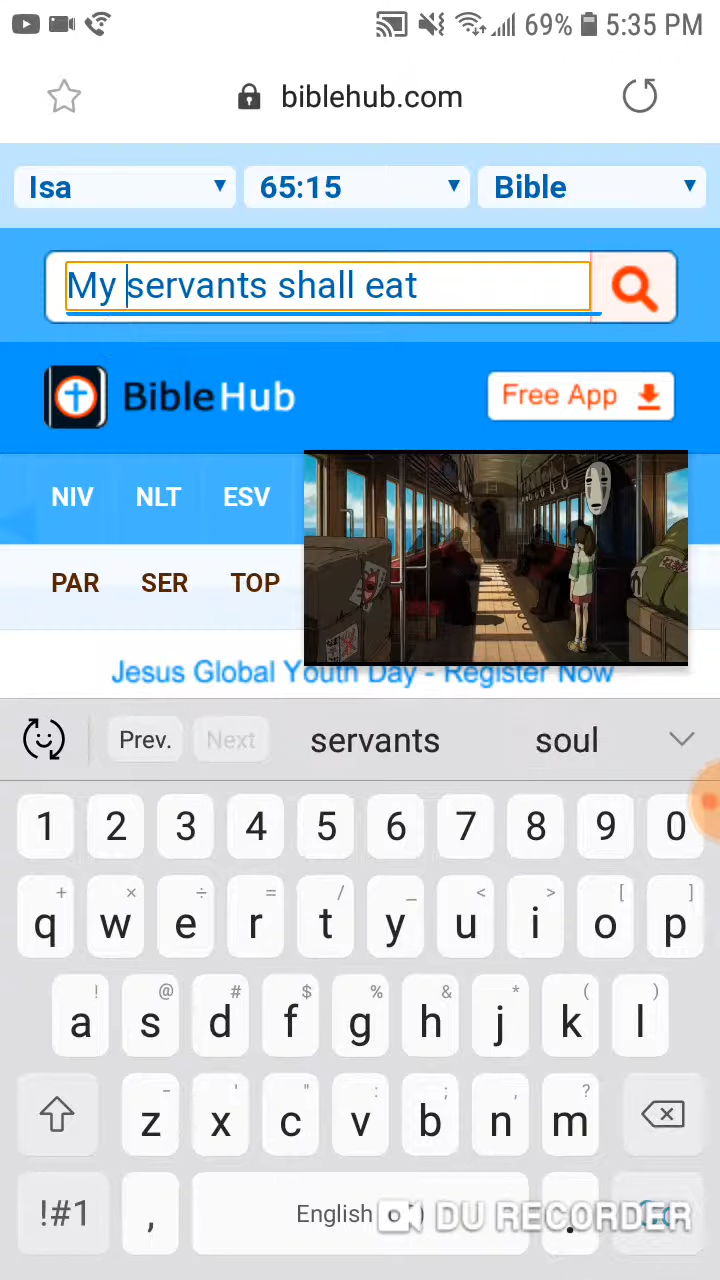 69% 5:35 PM
biblehub.com
Isa 65:15 Bible
My servants shall eat
Bible Hub Free App
NIV NLT ESV
PAR SER TOP
Jesus Global Youth Day - Register Now
Prev. Next servants soul
1 2 3 4 5 6 7 8 9 0
+ × ÷ = / _ < > [ ]
q w e r t y u i o p
! @ # $ % & * ( )
a s d f g h j k l
- ' " : ; , ?
z x c v b n m
!#1 , English . DU RECORDER